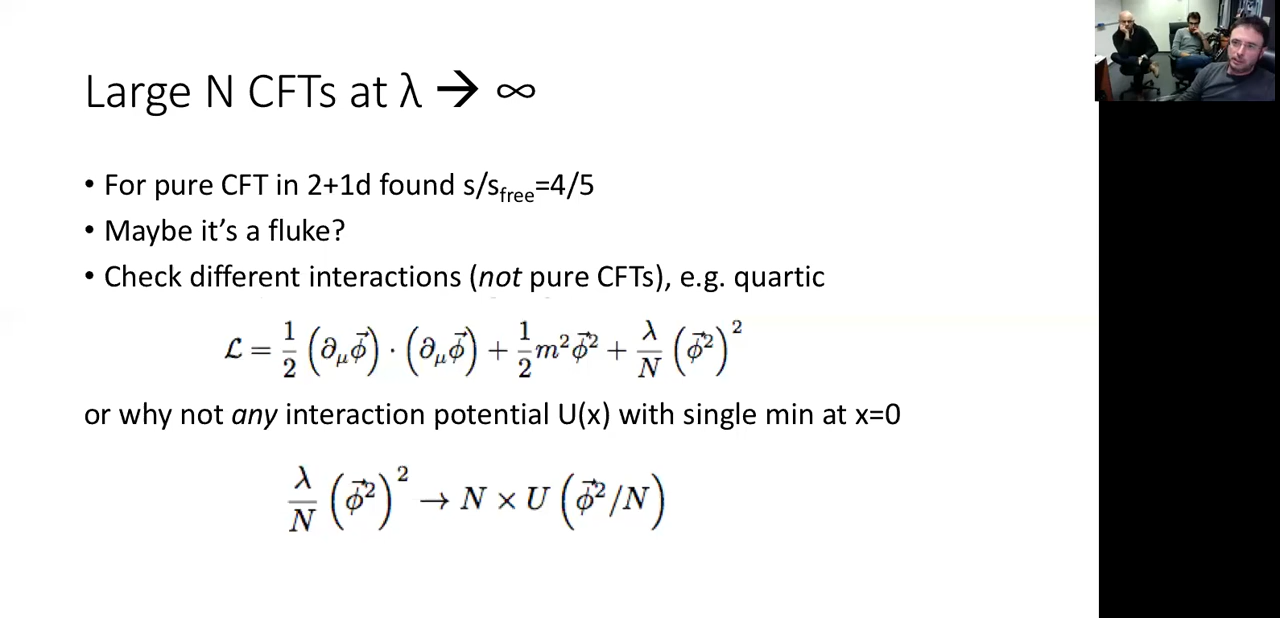 Large N CFTs at λ → ∞
• For pure CFT in 2+1d found s/s_free=4/5
• Maybe it's a fluke?
• Check different interactions (not pure CFTs), e.g. quartic
ℒ = 1/2 (∂_μ ϕ⃗) · (∂_μ ϕ⃗) + 1/2 m² ϕ⃗² + λ/N (ϕ⃗²)²
or why not any interaction potential U(x) with single min at x=0
λ/N (ϕ⃗²)² → N × U (ϕ⃗²/N)